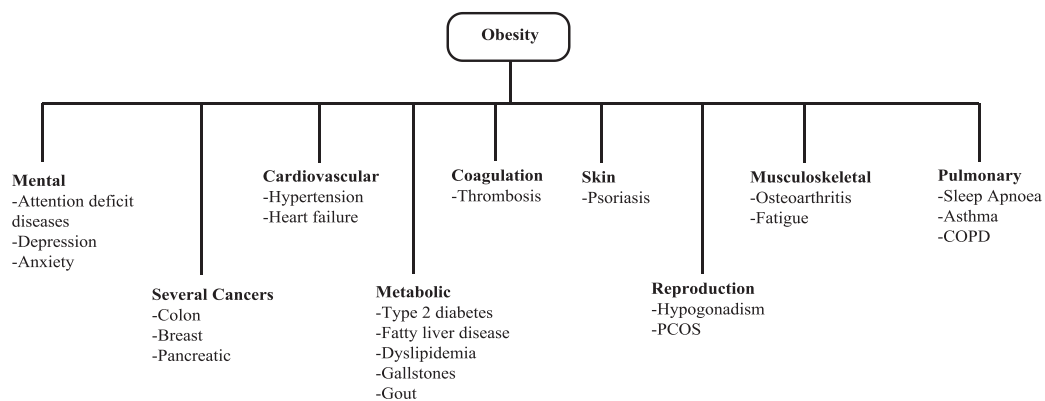 Obesity
Mental
-Attention deficit
diseases
-Depression
-Anxiety
Several Cancers
-Colon
-Breast
-Pancreatic
Cardiovascular
-Hypertension
-Heart failure
Metabolic
-Type 2 diabetes
-Fatty liver disease
-Dyslipidemia
-Gallstones
-Gout
Coagulation
-Thrombosis
Skin
-Psoriasis
Reproduction
-Hypogonadism
-PCOS
Musculoskeletal
-Osteoarthritis
-Fatigue
Pulmonary
-Sleep Apnoea
-Asthma
-COPD